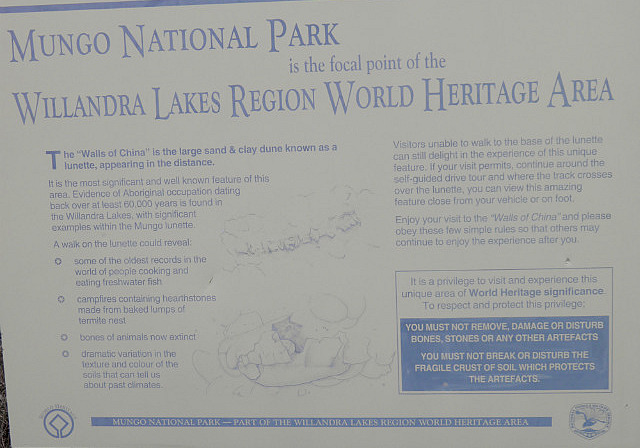 MUNGO NATIONAL PARK
is the focal point of the
WILLANDRA LAKES REGION WORLD HERITAGE AREA
The "Walls of China" is the large sand & clay dune known as a
lunette, appearing in the distance.
It is the most significant and well known feature of this
area. Evidence of Aboriginal occupation dating
back over at least 60,000 years is found in
the Willandra Lakes, with significant
examples within the Mungo lunette.
A walk on the lunette could reveal:
some of the oldest records in the
world of people cooking and
eating freshwater fish
campfires containing hearthstones
made from baked lumps of
termite nest
bones of animals now extinct
dramatic variation in the
texture and colour of the
soils that can tell us
about past climates.
Visitors unable to walk to the base of the lunette
can still delight in the experience of this unique
feature. If your visit permits, continue around the
self-guided drive tour and where the track crosses
over the lunette, you can view this amazing
feature close from your vehicle or on foot.
Enjoy your visit to the "Walls of China" and please
obey these few simple rules so that others may
continue to enjoy the experience after you.
It is a privilege to visit and experience this
unique area of World Heritage significance.
To respect and protect this privilege;
YOU MUST NOT REMOVE, DAMAGE OR DISTURB
BONES, STONES OR ANY OTHER ARTEFACTS
YOU MUST NOT BREAK OR DISTURB THE
FRAGILE CRUST OF SOIL WHICH PROTECTS
THE ARTEFACTS.
MUNGO NATIONAL PARK — PART OF THE WILLANDRA LAKES REGION WORLD HERITAGE AREA